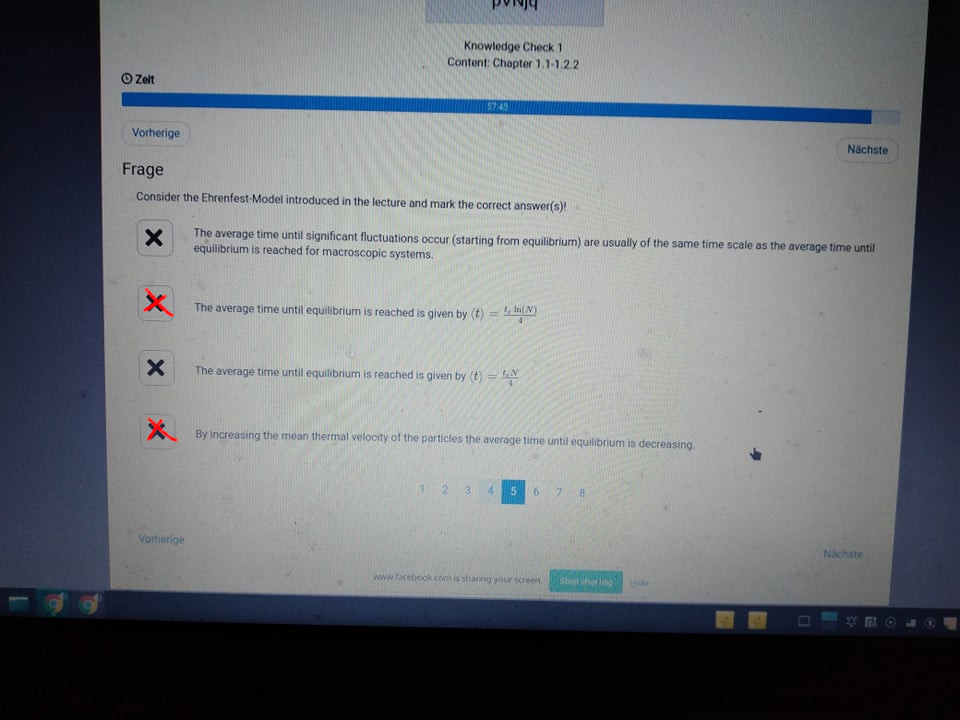 pVNjq
Knowledge Check 1
Content: Chapter 1.1-1.2.2
Zeit
57:45
Vorherige
Nächste
Frage
Consider the Ehrenfest-Model introduced in the lecture and mark the correct answer(s)!
The average time until significant fluctuations occur (starting from equilibrium) are usually of the same time scale as the average time until
equilibrium is reached for macroscopic systems.
The average time until equilibrium is reached is given by ⟨t⟩ = t_s ln(N)/4
The average time until equilibrium is reached is given by ⟨t⟩ = t_s N/4
By increasing the mean thermal velocity of the particles the average time until equilibrium is decreasing.
1 2 3 4 5 6 7 8
Vorherige
Nächste
www.facebook.com is sharing your screen. Stop sharing Hide